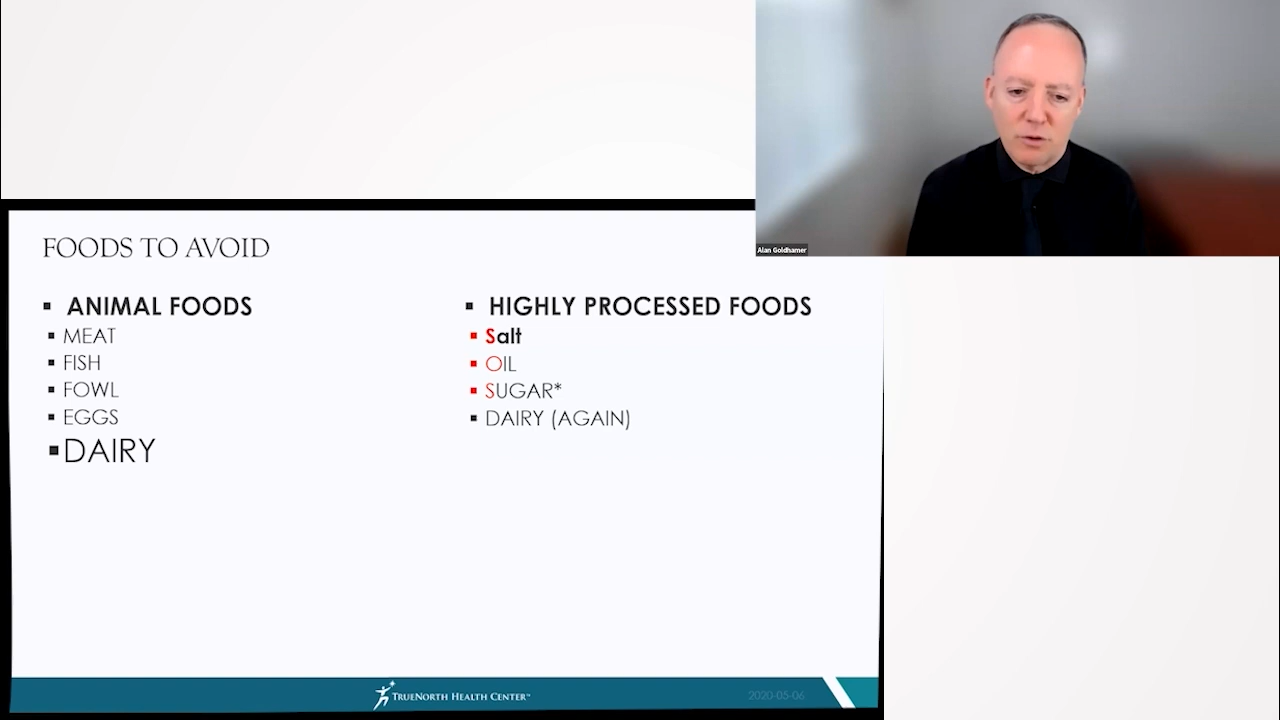 Alan Goldhamer
FOODS TO AVOID
▪ ANIMAL FOODS
▪ MEAT
▪ FISH
▪ FOWL
▪ EGGS
▪ DAIRY
▪ HIGHLY PROCESSED FOODS
▪ Salt
▪ OIL
▪ SUGAR*
▪ DAIRY (AGAIN)
TRUENORTH HEALTH CENTER™
2020-05-06